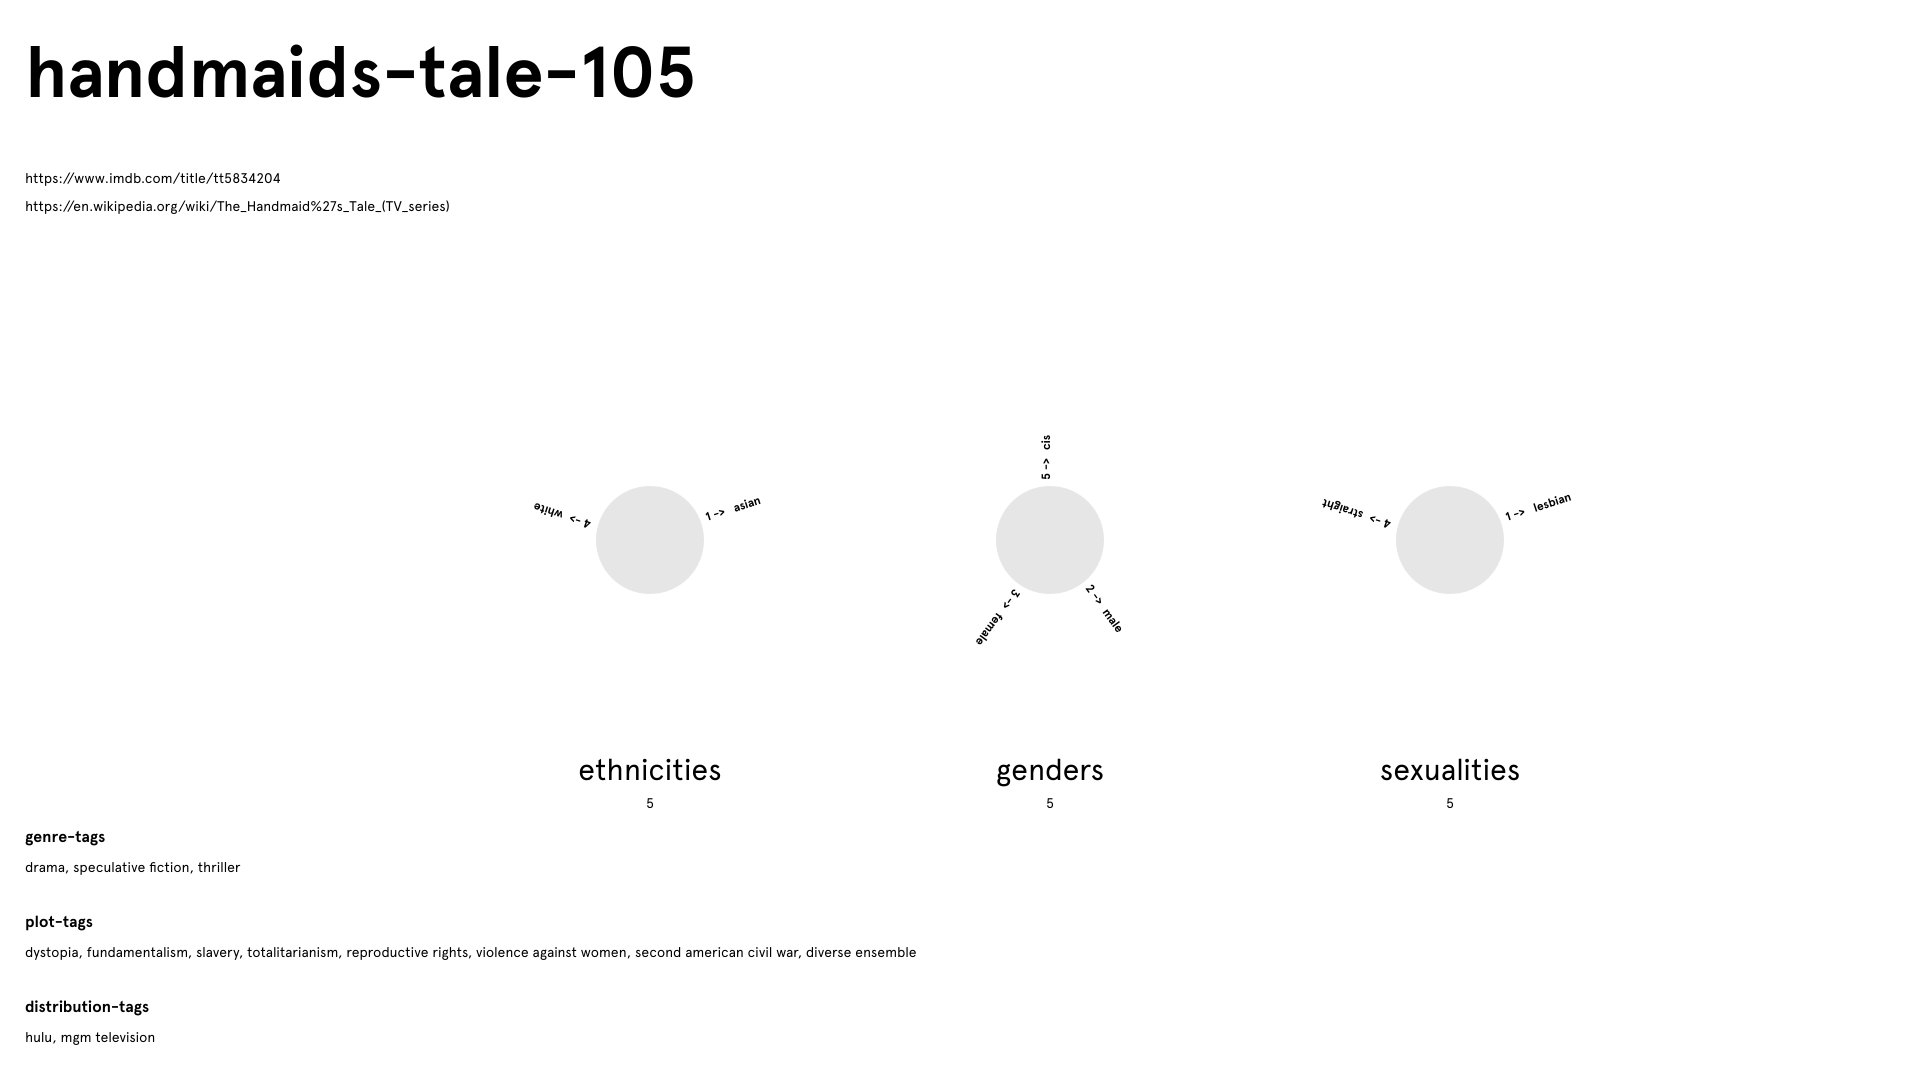 handmaids-tale-105
https://www.imdb.com/title/tt5834204
https://en.wikipedia.org/wiki/The_Handmaid%27s_Tale_(TV_series)
4 -> white
1 -> asian
ethnicities
5
5 -> cis
3 -> female
2 -> male
genders
5
4 -> straight
1 -> lesbian
sexualities
5
genre-tags
drama, speculative fiction, thriller
plot-tags
dystopia, fundamentalism, slavery, totalitarianism, reproductive rights, violence against women, second american civil war, diverse ensemble
distribution-tags
hulu, mgm television